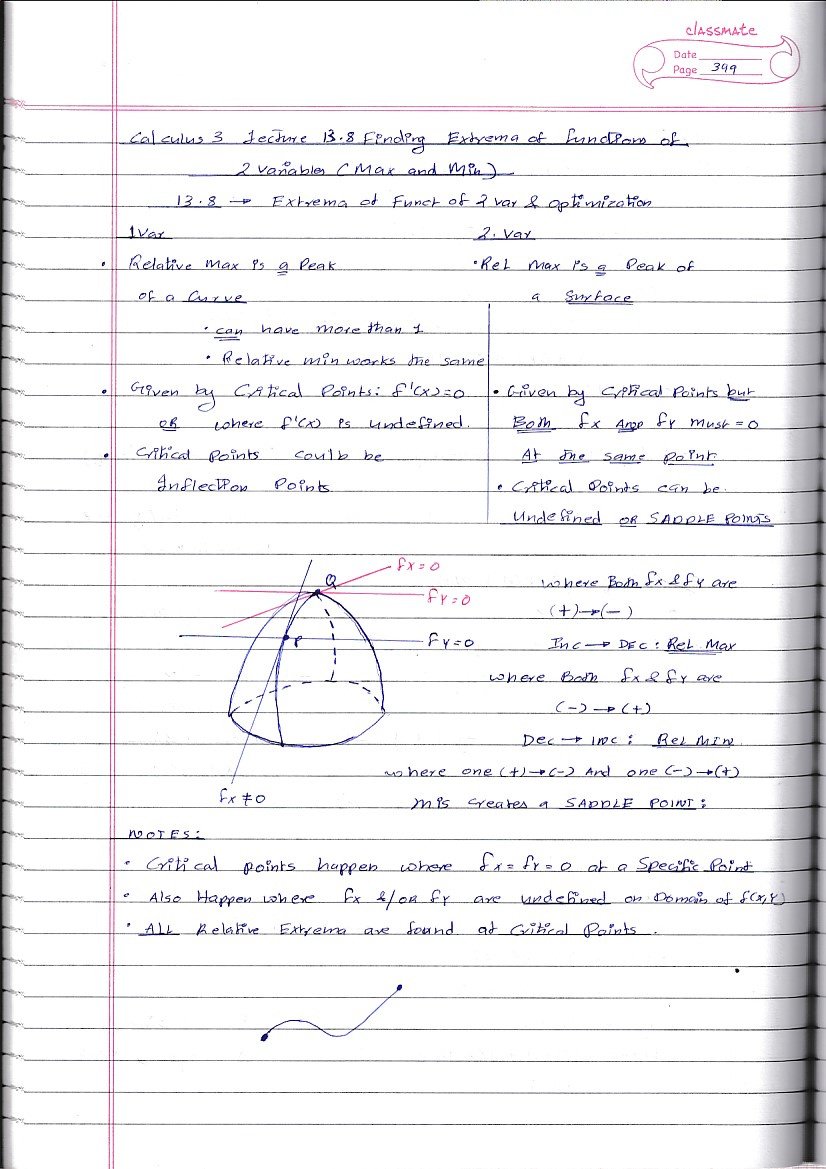 classmate
Date
Page 349
Calculus 3 Lecture 13.8 Finding Extrema of functions of
2 Variables (Max and Min)
13.8 → Extrema of Funct of 2 var & optimization
1 Var
• Relative max is a Peak
of a Curve
• can have more than 1
• Relative min works the same
• Given by Critical Points: f'(x)=0
OR where f'(x) is undefined.
• Critical points could be
Inflection Points
2. Var
• Rel Max is a Peak of
a Surface
• Given by Critical Points but
Both fx AND fy must = 0
At the same point
• Critical Points can be
Undefined OR SADDLE POINTS
fx = 0
Q
fy = 0
P
fy = 0
fx ≠ 0
where Both fx & fy are
(+)→(-)
Inc → DEC : Rel Max
where Both fx & fy are
(-) → (+)
Dec → INC : Rel MIN
where one (+)→(-) And one (-)→(+)
This creates a SADDLE POINT:
NOTES:
• Critical points happen where fx = fy = 0 at a Specific Point
• Also Happen where fx &/OR fy are undefined on Domain of f(x,y)
• ALL Relative Extrema are found at Critical Points.